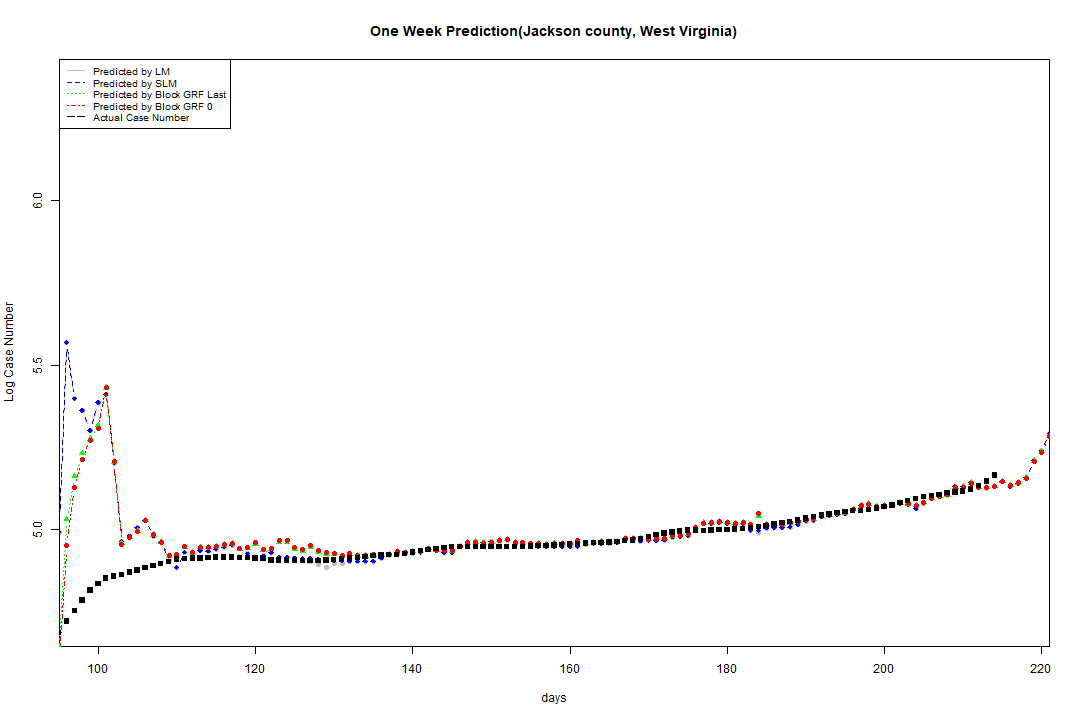 One Week Prediction(Jackson county, West Virginia)
Predicted by LM
Predicted by SLM
Predicted by Block GRF Last
Predicted by Block GRF 0
Actual Case Number
6.0
5.5
5.0
Log Case Number
100 120 140 160 180 200 220
days